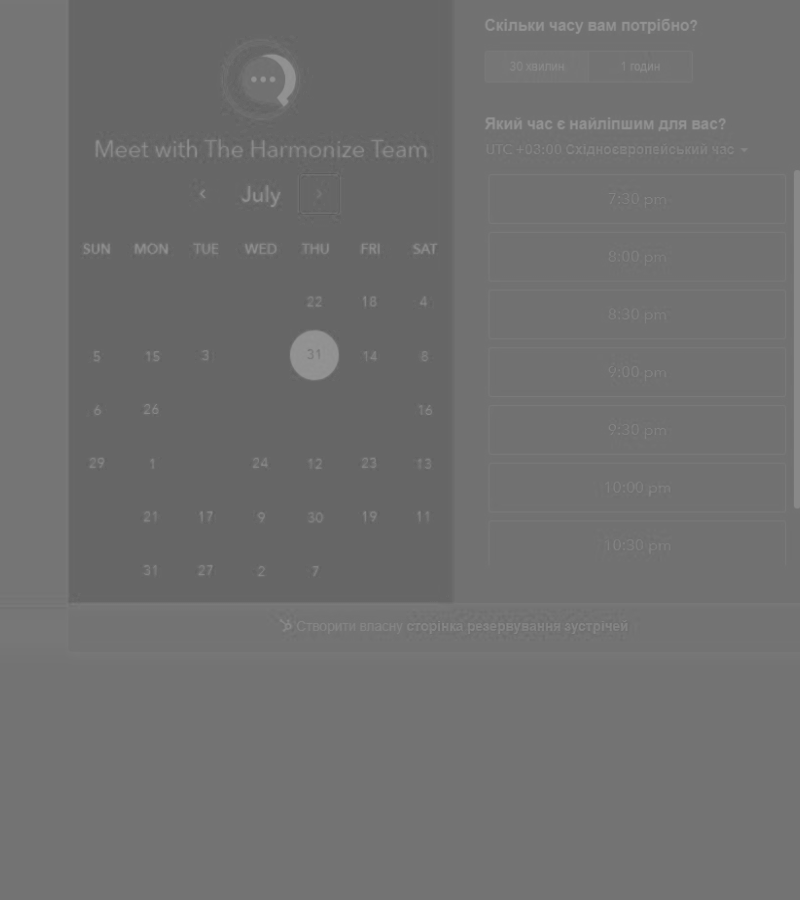 Meet with The Harmonize Team
July
SUN MON TUE WED THU FRI SAT
22 18 4
5 15 3 31 14 8
6 26 16
29 1 24 12 23 13
21 17 9 30 19 11
31 27 2 7
Скільки часу вам потрібно?
30 хвилин 1 годин
Який час є найліпшим для вас?
UTC +03:00 Східноєвропейський час
7:30 pm
8:00 pm
8:30 pm
9:00 pm
9:30 pm
10:00 pm
10:30 pm
Створити власну сторінка резервування зустрічей